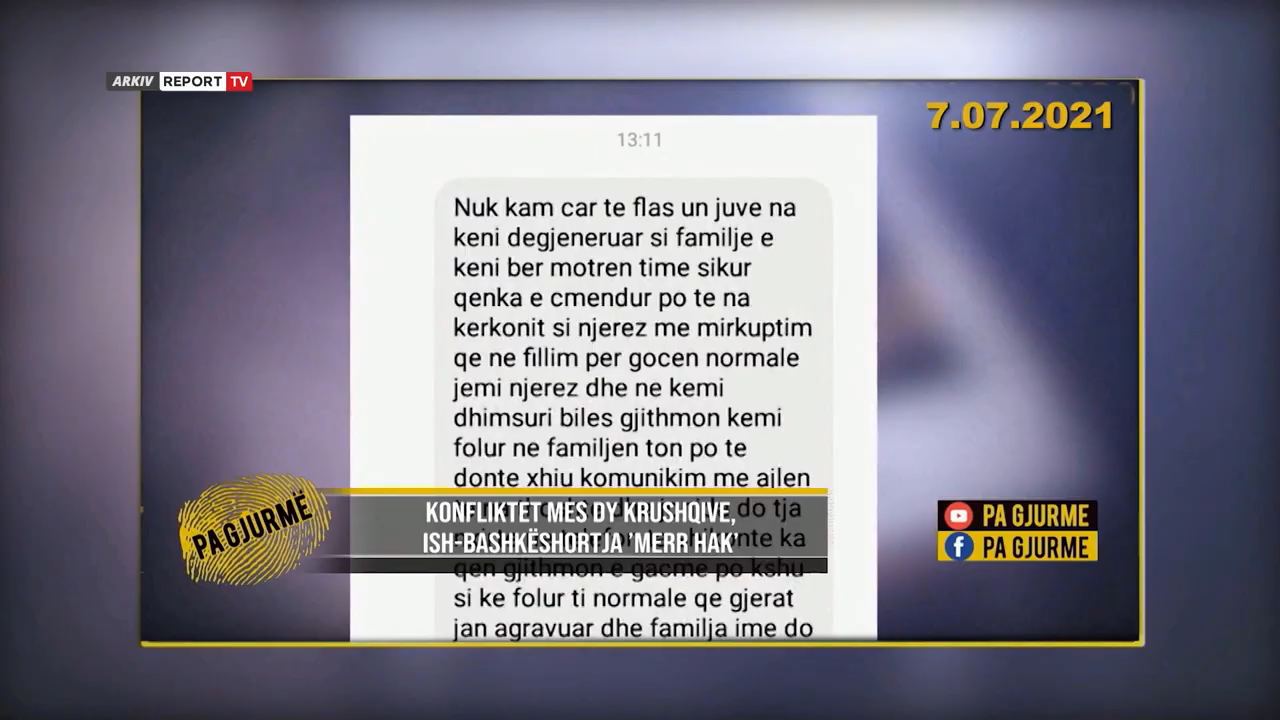 ARKIV REPORT TV
7.07.2021
13:11
Nuk kam car te flas un juve na
keni degjeneruar si familje e
keni ber motren time sikur
qenka e cmendur po te na
kerkonit si njerez me mirkuptim
qe ne fillim per gocen normale
jemi njerez dhe ne kemi
dhimsuri biles gjithmon kemi
folur ne familjen ton po te
donte xhiu komunikim me ajlen
do tja
ka
qen gjithmon e gacme po kshu
si ke folur ti normale qe gjerat
jan agravuar dhe familja ime do
PA GJURMË
KONFLIKTET MES DY KRUSHQIVE,
ISH-BASHKËSHORTJA 'MERR HAK'
PA GJURME
PA GJURME